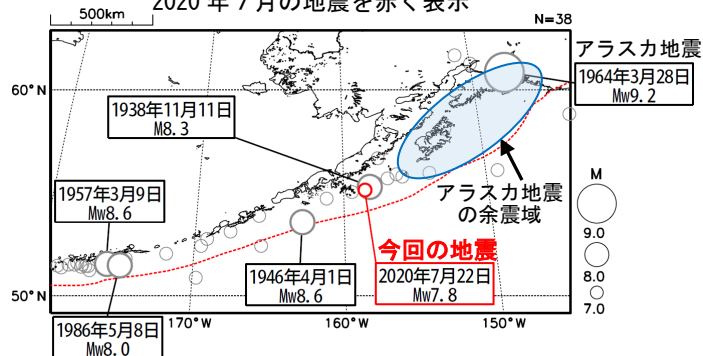 2020 年 7 月の地震を赤く表示
500km
N=38
アラスカ地震
1964年3月28日
Mw9.2
60°N
1938年11月11日
M8.3
アラスカ地震
の余震域
M
9.0
8.0
7.0
1957年3月9日
Mw8.6
今回の地震
1946年4月1日
Mw8.6
2020年7月22日
Mw7.8
50°N
170°W
160°W
150°W
1986年5月8日
Mw8.0